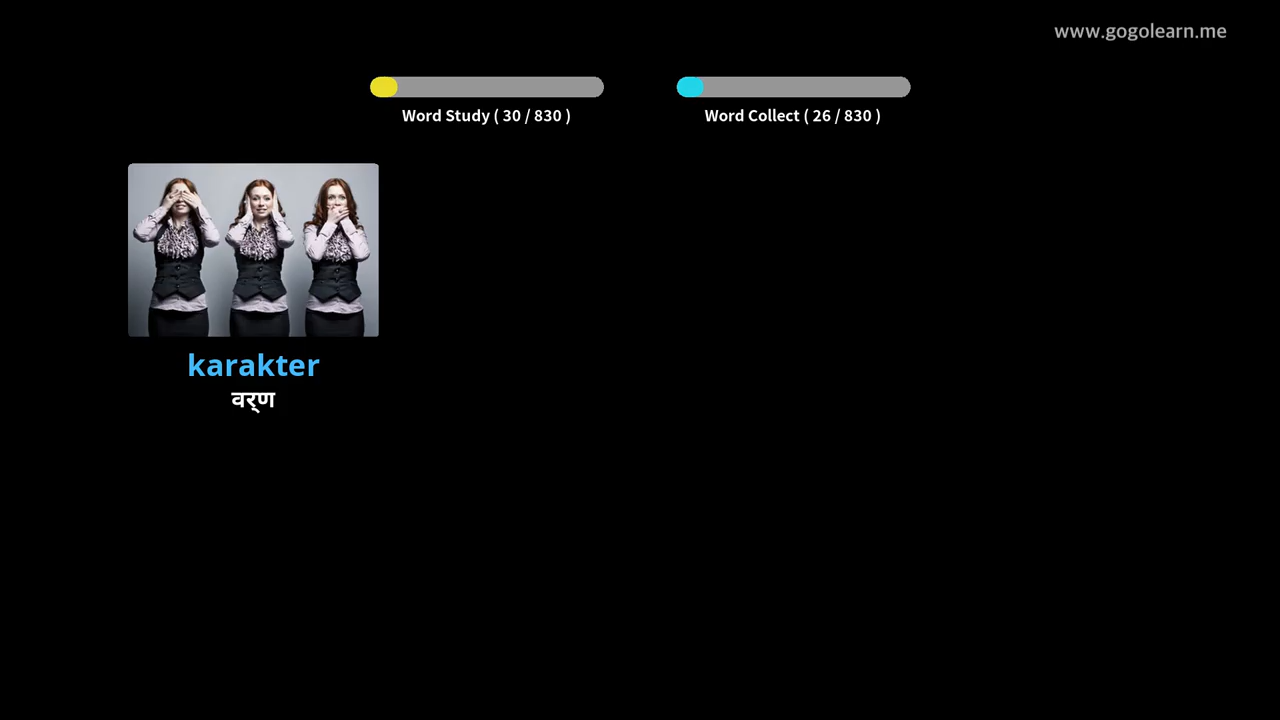 www.gogolearn.me
Word Study ( 30 / 830 )
Word Collect ( 26 / 830 )
karakter
वर्ण